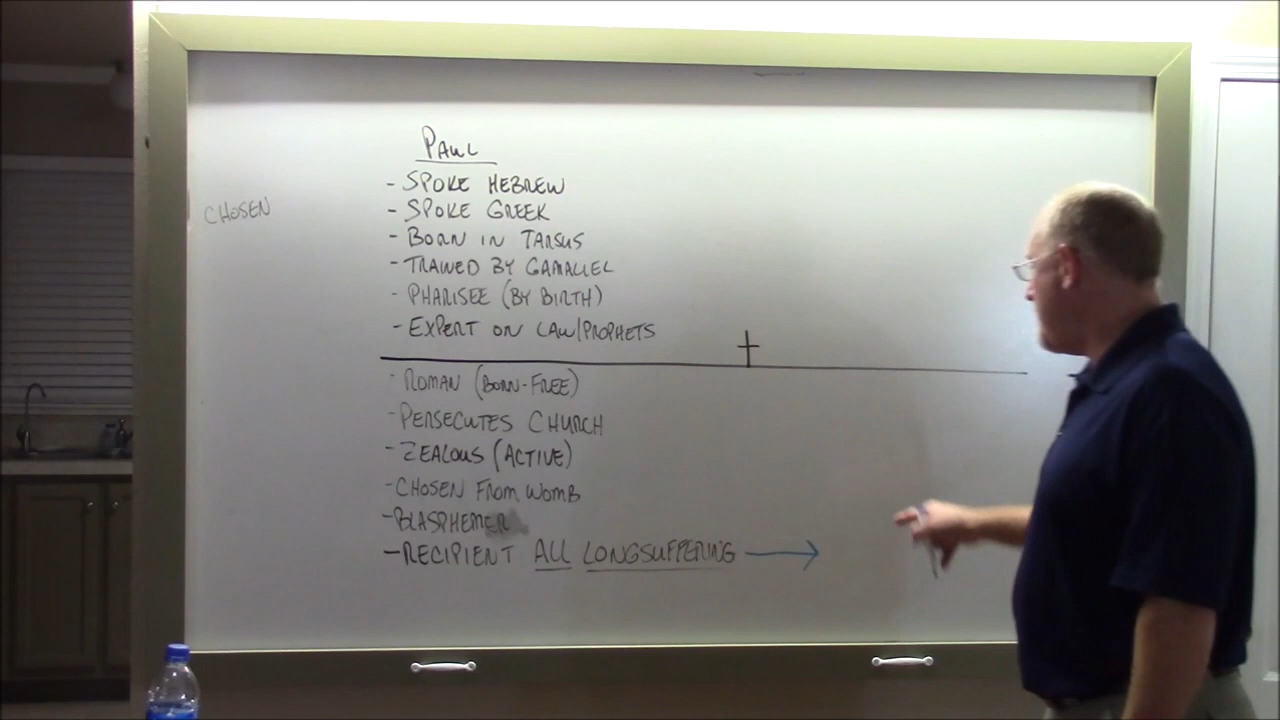 PAUL
- SPOKE HEBREW
CHOSEN
- SPOKE GREEK
- BORN IN TARSUS
- TRAINED BY GAMALIEL
- PHARISEE (BY BIRTH)
- EXPERT ON LAW/PROPHETS
- ROMAN (BORN-FREE)
- PERSECUTES CHURCH
- ZEALOUS (ACTIVE)
- CHOSEN FROM WOMB
- BLASPHEMER
- RECIPIENT ALL LONGSUFFERING →